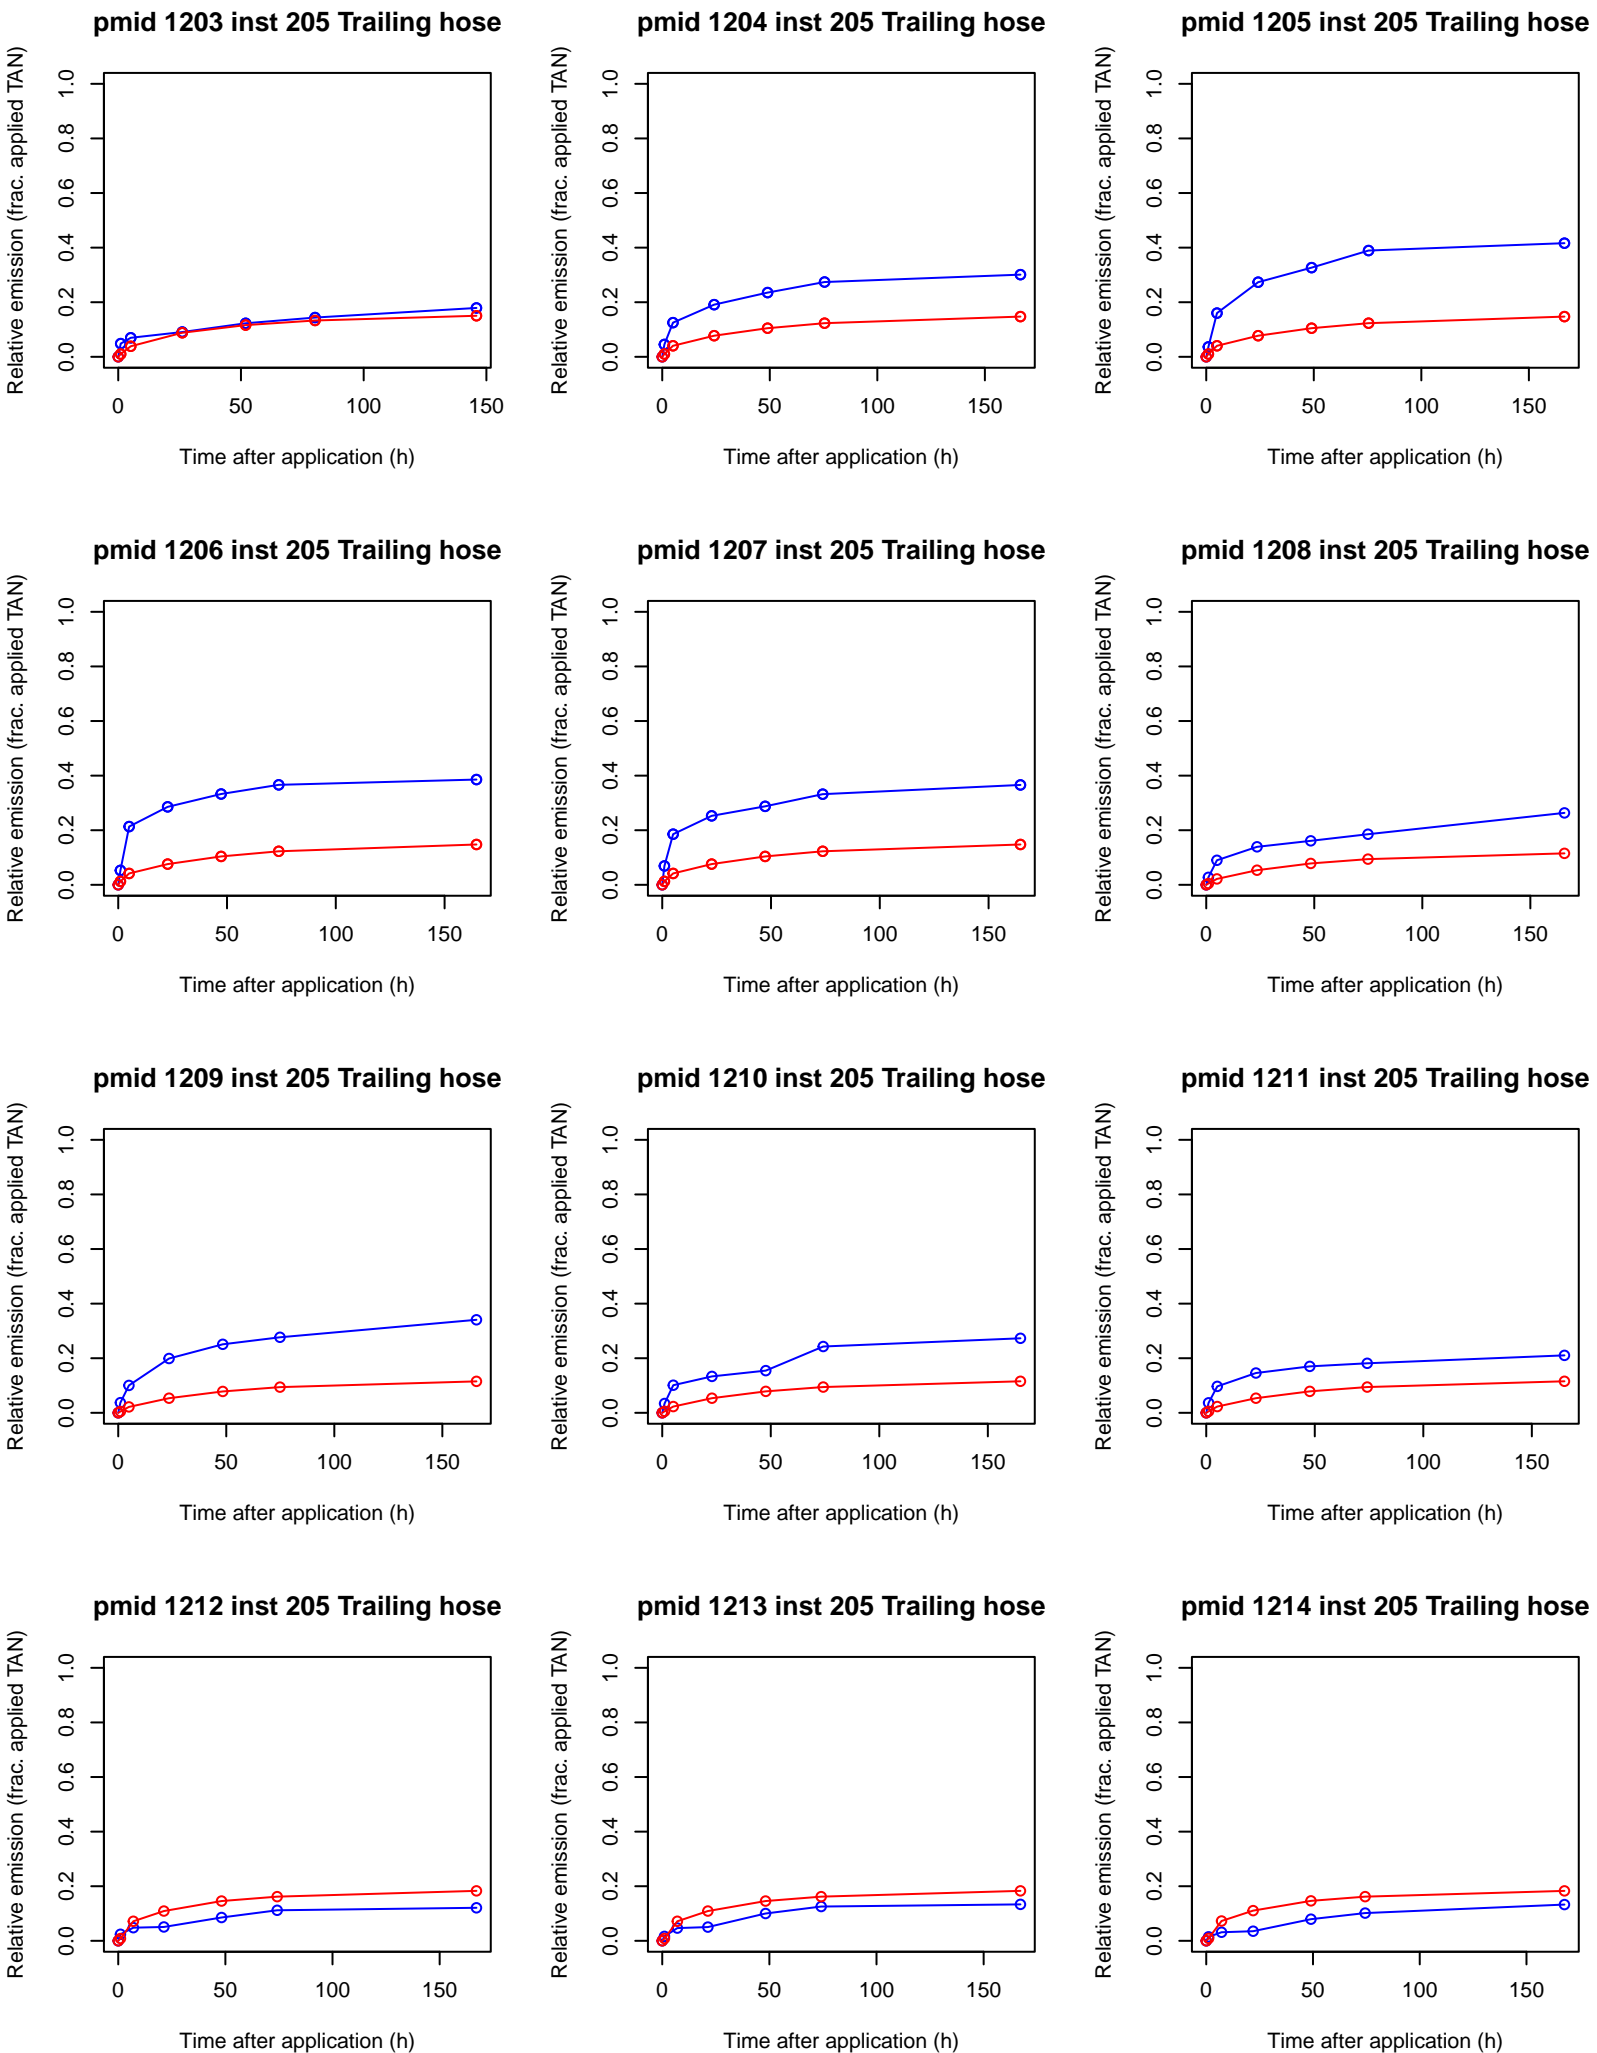 pmid 1203 inst 205 Trailing hose
Relative emission (frac. applied TAN)
1.0
0.8
0.6
0.4
0.2
0.0
0 50 100 150
Time after application (h)
pmid 1204 inst 205 Trailing hose
Relative emission (frac. applied TAN)
1.0
0.8
0.6
0.4
0.2
0.0
0 50 100 150
Time after application (h)
pmid 1205 inst 205 Trailing hose
Relative emission (frac. applied TAN)
1.0
0.8
0.6
0.4
0.2
0.0
0 50 100 150
Time after application (h)
pmid 1206 inst 205 Trailing hose
Relative emission (frac. applied TAN)
1.0
0.8
0.6
0.4
0.2
0.0
0 50 100 150
Time after application (h)
pmid 1207 inst 205 Trailing hose
Relative emission (frac. applied TAN)
1.0
0.8
0.6
0.4
0.2
0.0
0 50 100 150
Time after application (h)
pmid 1208 inst 205 Trailing hose
Relative emission (frac. applied TAN)
1.0
0.8
0.6
0.4
0.2
0.0
0 50 100 150
Time after application (h)
pmid 1209 inst 205 Trailing hose
Relative emission (frac. applied TAN)
1.0
0.8
0.6
0.4
0.2
0.0
0 50 100 150
Time after application (h)
pmid 1210 inst 205 Trailing hose
Relative emission (frac. applied TAN)
1.0
0.8
0.6
0.4
0.2
0.0
0 50 100 150
Time after application (h)
pmid 1211 inst 205 Trailing hose
Relative emission (frac. applied TAN)
1.0
0.8
0.6
0.4
0.2
0.0
0 50 100 150
Time after application (h)
pmid 1212 inst 205 Trailing hose
Relative emission (frac. applied TAN)
1.0
0.8
0.6
0.4
0.2
0.0
0 50 100 150
Time after application (h)
pmid 1213 inst 205 Trailing hose
Relative emission (frac. applied TAN)
1.0
0.8
0.6
0.4
0.2
0.0
0 50 100 150
Time after application (h)
pmid 1214 inst 205 Trailing hose
Relative emission (frac. applied TAN)
1.0
0.8
0.6
0.4
0.2
0.0
0 50 100 150
Time after application (h)